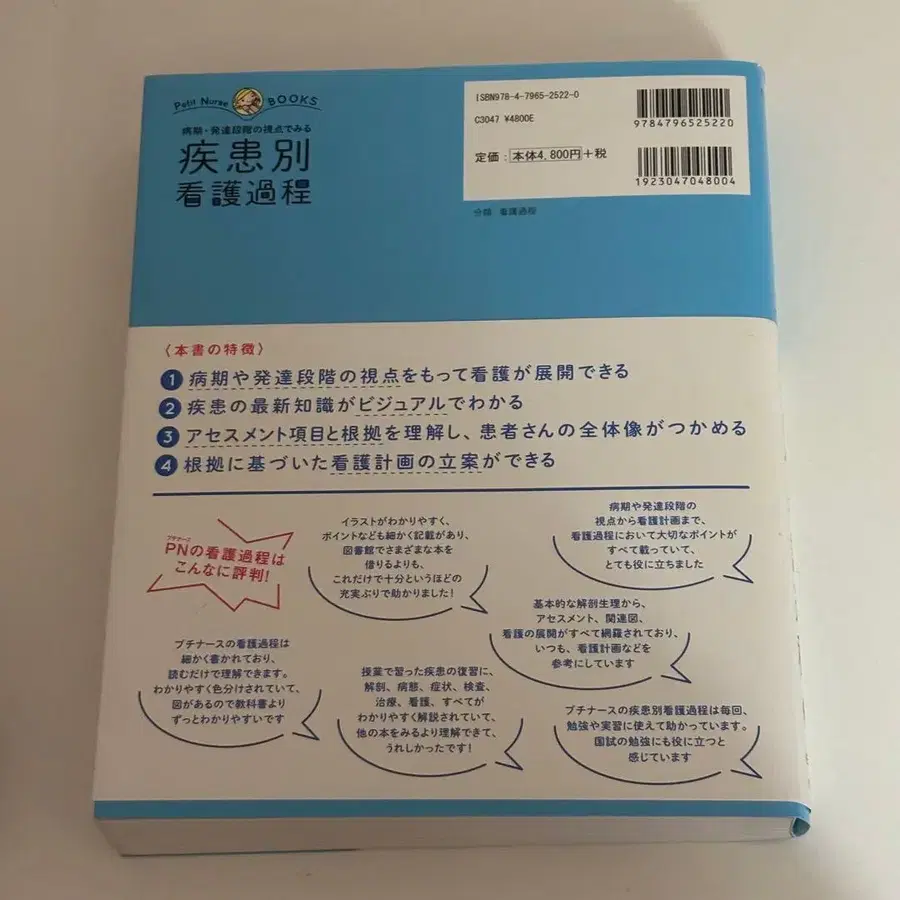 Petit Nurse BOOKS
病期・発達段階の視点でみる
疾患別
看護過程
ISBN978-4-7965-2522-0
C3047 ¥4800E
定価：本体4,800円＋税
9784796525220
1923047048004
分類 看護過程
〈本書の特徴〉
1 病期や発達段階の視点をもって看護が展開できる
2 疾患の最新知識がビジュアルでわかる
3 アセスメント項目と根拠を理解し、患者さんの全体像がつかめる
4 根拠に基づいた看護計画の立案ができる
プチナース
PNの看護過程は
こんなに評判！
イラストがわかりやすく、
ポイントなども細かく記載があり、
図書館でさまざまな本を
借りるよりも、
これだけで十分というほどの
充実ぶりで助かりました！
病期や発達段階の
視点から看護計画まで、
看護過程において大切なポイントが
すべて載っていて、
とても役に立ちました
基本的な解剖生理から、
アセスメント、関連図、
看護の展開がすべて網羅されており、
いつも、看護計画などを
参考にしています
プチナースの看護過程は
細かく書かれており、
読むだけで理解できます。
わかりやすく色分けされていて、
図があるので教科書より
ずっとわかりやすいです
授業で習った疾患の復習に、
解剖、病態、症状、検査、
治療、看護、すべてが
わかりやすく解説されていて、
他の本をみるより理解できて、
うれしかったです！
プチナースの疾患別看護過程は毎回、
勉強や実習に使えて助かっています。
国試の勉強にも役に立つと
感じています